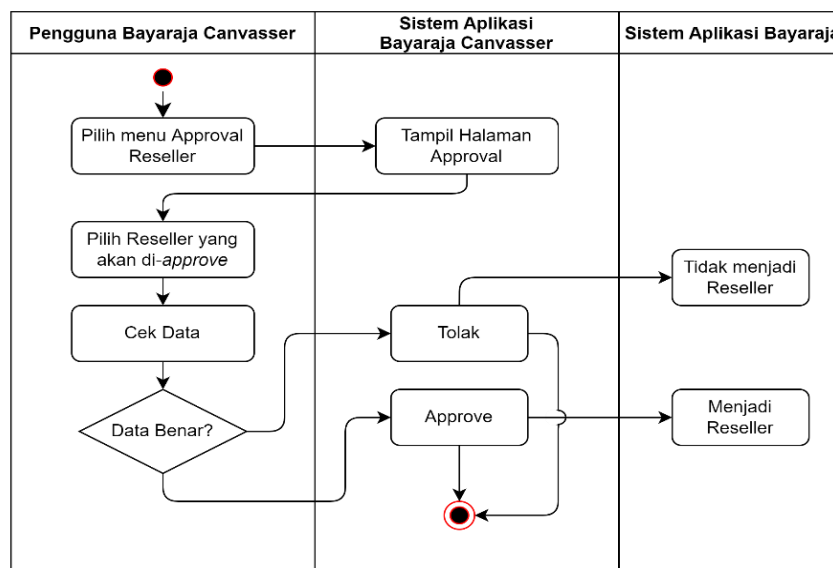 Pengguna Bayaraja Canvasser
Sistem Aplikasi
Bayaraja Canvasser
Sistem Aplikasi Bayaraja
Pilih menu Approval
Reseller
Tampil Halaman
Approval
Pilih Reseller yang
akan di-approve
Tidak menjadi
Reseller
Cek Data
Tolak
Data Benar?
Approve
Menjadi
Reseller